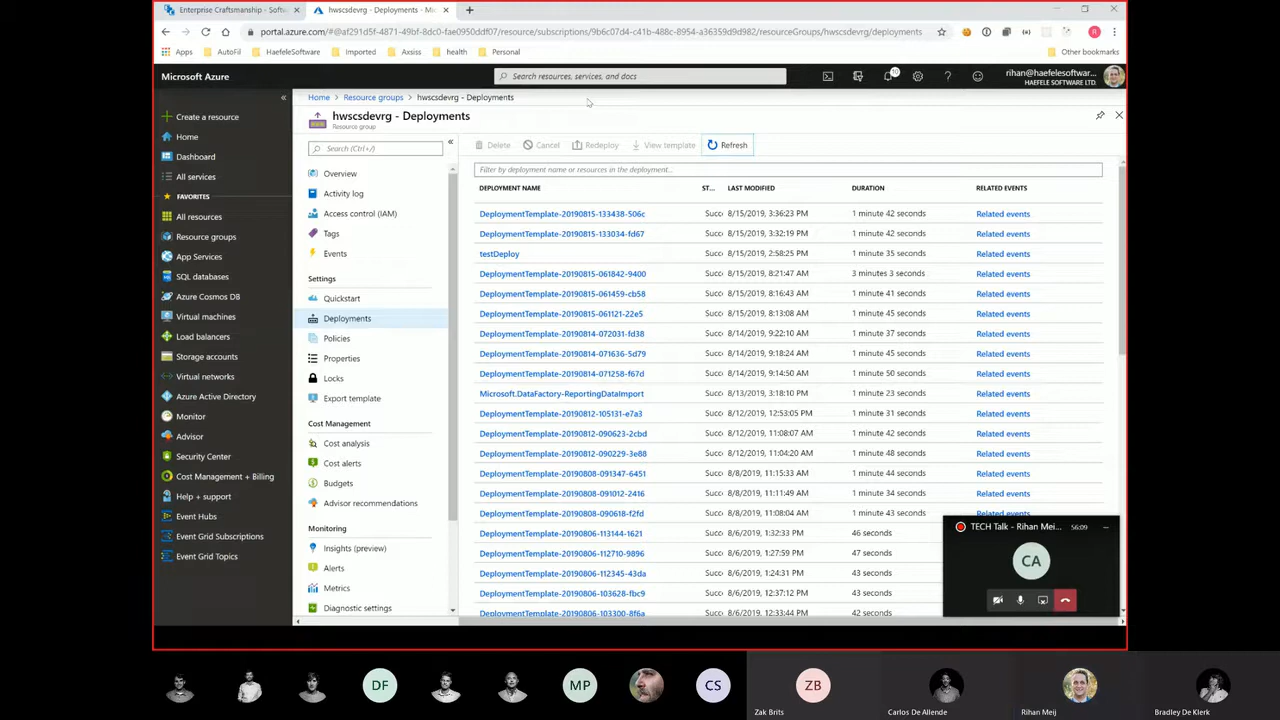 Enterprise Craftsmanship - Softw
hwscsdevrg - Deployments - Mi
portal.azure.com/#@af291d5f-4871-49bf-8dc0-fae0950ddf07/resource/subscriptions/9b6c07d4-c41b-488c-8954-a36359d9d982/resourceGroups/hwscsdevrg/deployments
Apps
AutoFil
HaefeleSoftware
Imported
Axsiss
health
Personal
Other bookmarks
Microsoft Azure
Search resources, services, and docs
rihan@haefelesoftwar...
HAEFELE SOFTWARE LTD.
Create a resource
Home
Dashboard
All services
FAVORITES
All resources
Resource groups
App Services
SQL databases
Azure Cosmos DB
Virtual machines
Load balancers
Storage accounts
Virtual networks
Azure Active Directory
Monitor
Advisor
Security Center
Cost Management + Billing
Help + support
Event Hubs
Event Grid Subscriptions
Event Grid Topics
Home
Resource groups
hwscsdevrg - Deployments
hwscsdevrg - Deployments
Resource group
Search (Ctrl+/)
Overview
Activity log
Access control (IAM)
Tags
Events
Settings
Quickstart
Deployments
Policies
Properties
Locks
Export template
Cost Management
Cost analysis
Cost alerts
Budgets
Advisor recommendations
Monitoring
Insights (preview)
Alerts
Metrics
Diagnostic settings
Delete Cancel Redeploy View template Refresh
Filter by deployment name or resources in the deployment...
DEPLOYMENT NAME ST... LAST MODIFIED DURATION RELATED EVENTS
DeploymentTemplate-20190815-133438-506c Succ 8/15/2019, 3:36:23 PM 1 minute 42 seconds Related events
DeploymentTemplate-20190815-133034-fd67 Succ 8/15/2019, 3:32:19 PM 1 minute 42 seconds Related events
testDeploy Succ 8/15/2019, 2:58:25 PM 1 minute 35 seconds Related events
DeploymentTemplate-20190815-061842-9400 Succ 8/15/2019, 8:21:47 AM 3 minutes 3 seconds Related events
DeploymentTemplate-20190815-061459-cb58 Succ 8/15/2019, 8:16:43 AM 1 minute 41 seconds Related events
DeploymentTemplate-20190815-061121-22e5 Succ 8/15/2019, 8:13:08 AM 1 minute 45 seconds Related events
DeploymentTemplate-20190814-072031-fd38 Succ 8/14/2019, 9:22:10 AM 1 minute 37 seconds Related events
DeploymentTemplate-20190814-071636-5d79 Succ 8/14/2019, 9:18:24 AM 1 minute 45 seconds Related events
DeploymentTemplate-20190814-071258-f67d Succ 8/14/2019, 9:14:50 AM 1 minute 50 seconds Related events
Microsoft.DataFactory-ReportingDataImport Succ 8/13/2019, 3:18:10 PM 1 minute 23 seconds Related events
DeploymentTemplate-20190812-105131-e7a3 Succ 8/12/2019, 12:53:05 PM 1 minute 31 seconds Related events
DeploymentTemplate-20190812-090623-2cbd Succ 8/12/2019, 11:08:07 AM 1 minute 42 seconds Related events
DeploymentTemplate-20190812-090229-3e88 Succ 8/12/2019, 11:04:20 AM 1 minute 48 seconds Related events
DeploymentTemplate-20190808-091347-6451 Succ 8/8/2019, 11:15:33 AM 1 minute 44 seconds Related events
DeploymentTemplate-20190808-091012-2416 Succ 8/8/2019, 11:11:49 AM 1 minute 34 seconds Related events
DeploymentTemplate-20190808-090618-f2fd Succ 8/8/2019, 11:08:04 AM 1 minute 43 seconds Related events
DeploymentTemplate-20190806-113144-1621 Succ 8/6/2019, 1:32:33 PM 46 seconds
DeploymentTemplate-20190806-112710-9896 Succ 8/6/2019, 1:27:59 PM 47 seconds
DeploymentTemplate-20190806-112345-43da Succ 8/6/2019, 1:24:31 PM 43 seconds
DeploymentTemplate-20190806-103628-fbc9 Succ 8/6/2019, 12:37:12 PM 43 seconds
DeploymentTemplate-20190806-103300-8f6a Succ 8/6/2019, 12:33:44 PM 42 seconds
TECH Talk - Rihan Meij... 56:09
CA
DF
MP
CS
ZB
Zak Brits
Carlos De Allende
Rihan Meij
Bradley De Klerk